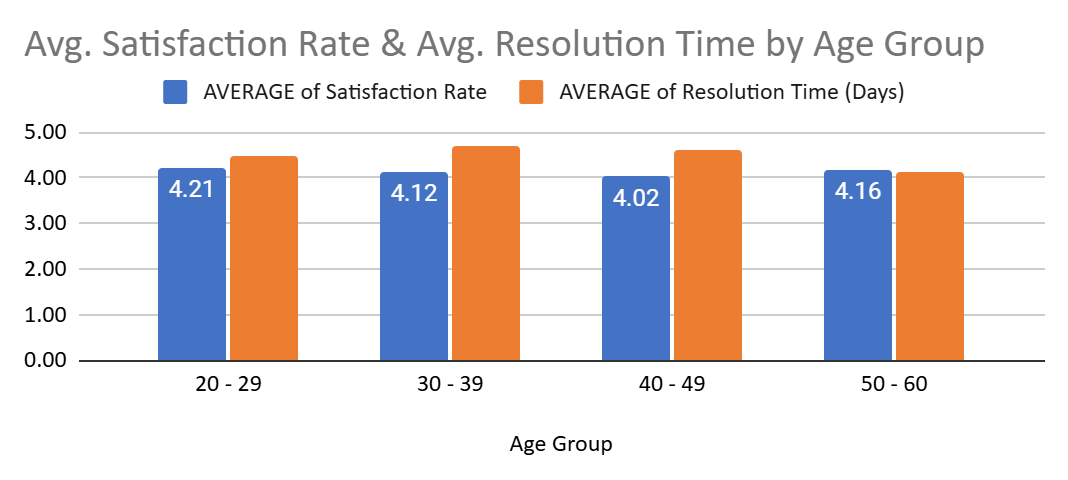 Avg. Satisfaction Rate & Avg. Resolution Time by Age Group
AVERAGE of Satisfaction Rate AVERAGE of Resolution Time (Days)
5.00
4.00
3.00
2.00
1.00
0.00
4.21 4.12 4.02 4.16
20 - 29 30 - 39 40 - 49 50 - 60
Age Group